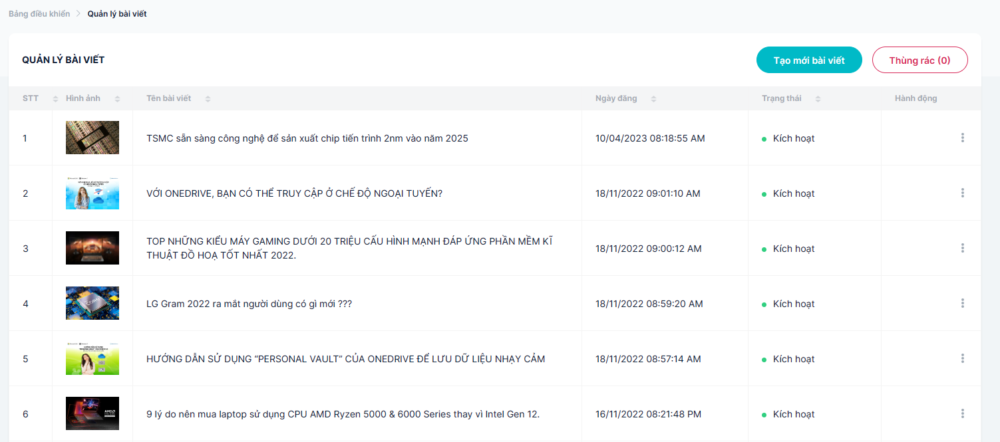 Bảng điều khiển > Quản lý bài viết
QUẢN LÝ BÀI VIẾT
Tạo mới bài viết
Thùng rác (0)
STT Hình ảnh Tên bài viết Ngày đăng Trạng thái Hành động
1 TSMC sẵn sàng công nghệ để sản xuất chip tiến trình 2nm vào năm 2025 10/04/2023 08:18:55 AM Kích hoạt
2 VỚI ONEDRIVE, BẠN CÓ THỂ TRUY CẬP Ở CHẾ ĐỘ NGOẠI TUYẾN? 18/11/2022 09:01:10 AM Kích hoạt
3 TOP NHỮNG KIỂU MÁY GAMING DƯỚI 20 TRIỆU CẤU HÌNH MẠNH ĐÁP ỨNG PHẦN MỀM KĨ
THUẬT ĐỒ HOẠ TỐT NHẤT 2022. 18/11/2022 09:00:12 AM Kích hoạt
4 LG Gram 2022 ra mắt người dùng có gì mới ??? 18/11/2022 08:59:20 AM Kích hoạt
5 HƯỚNG DẪN SỬ DỤNG “PERSONAL VAULT” CỦA ONEDRIVE ĐỂ LƯU DỮ LIỆU NHẠY CẢM 18/11/2022 08:57:14 AM Kích hoạt
6 AMD 9 lý do nên mua laptop sử dụng CPU AMD Ryzen 5000 & 6000 Series thay vì Intel Gen 12. 16/11/2022 08:21:48 PM Kích hoạt